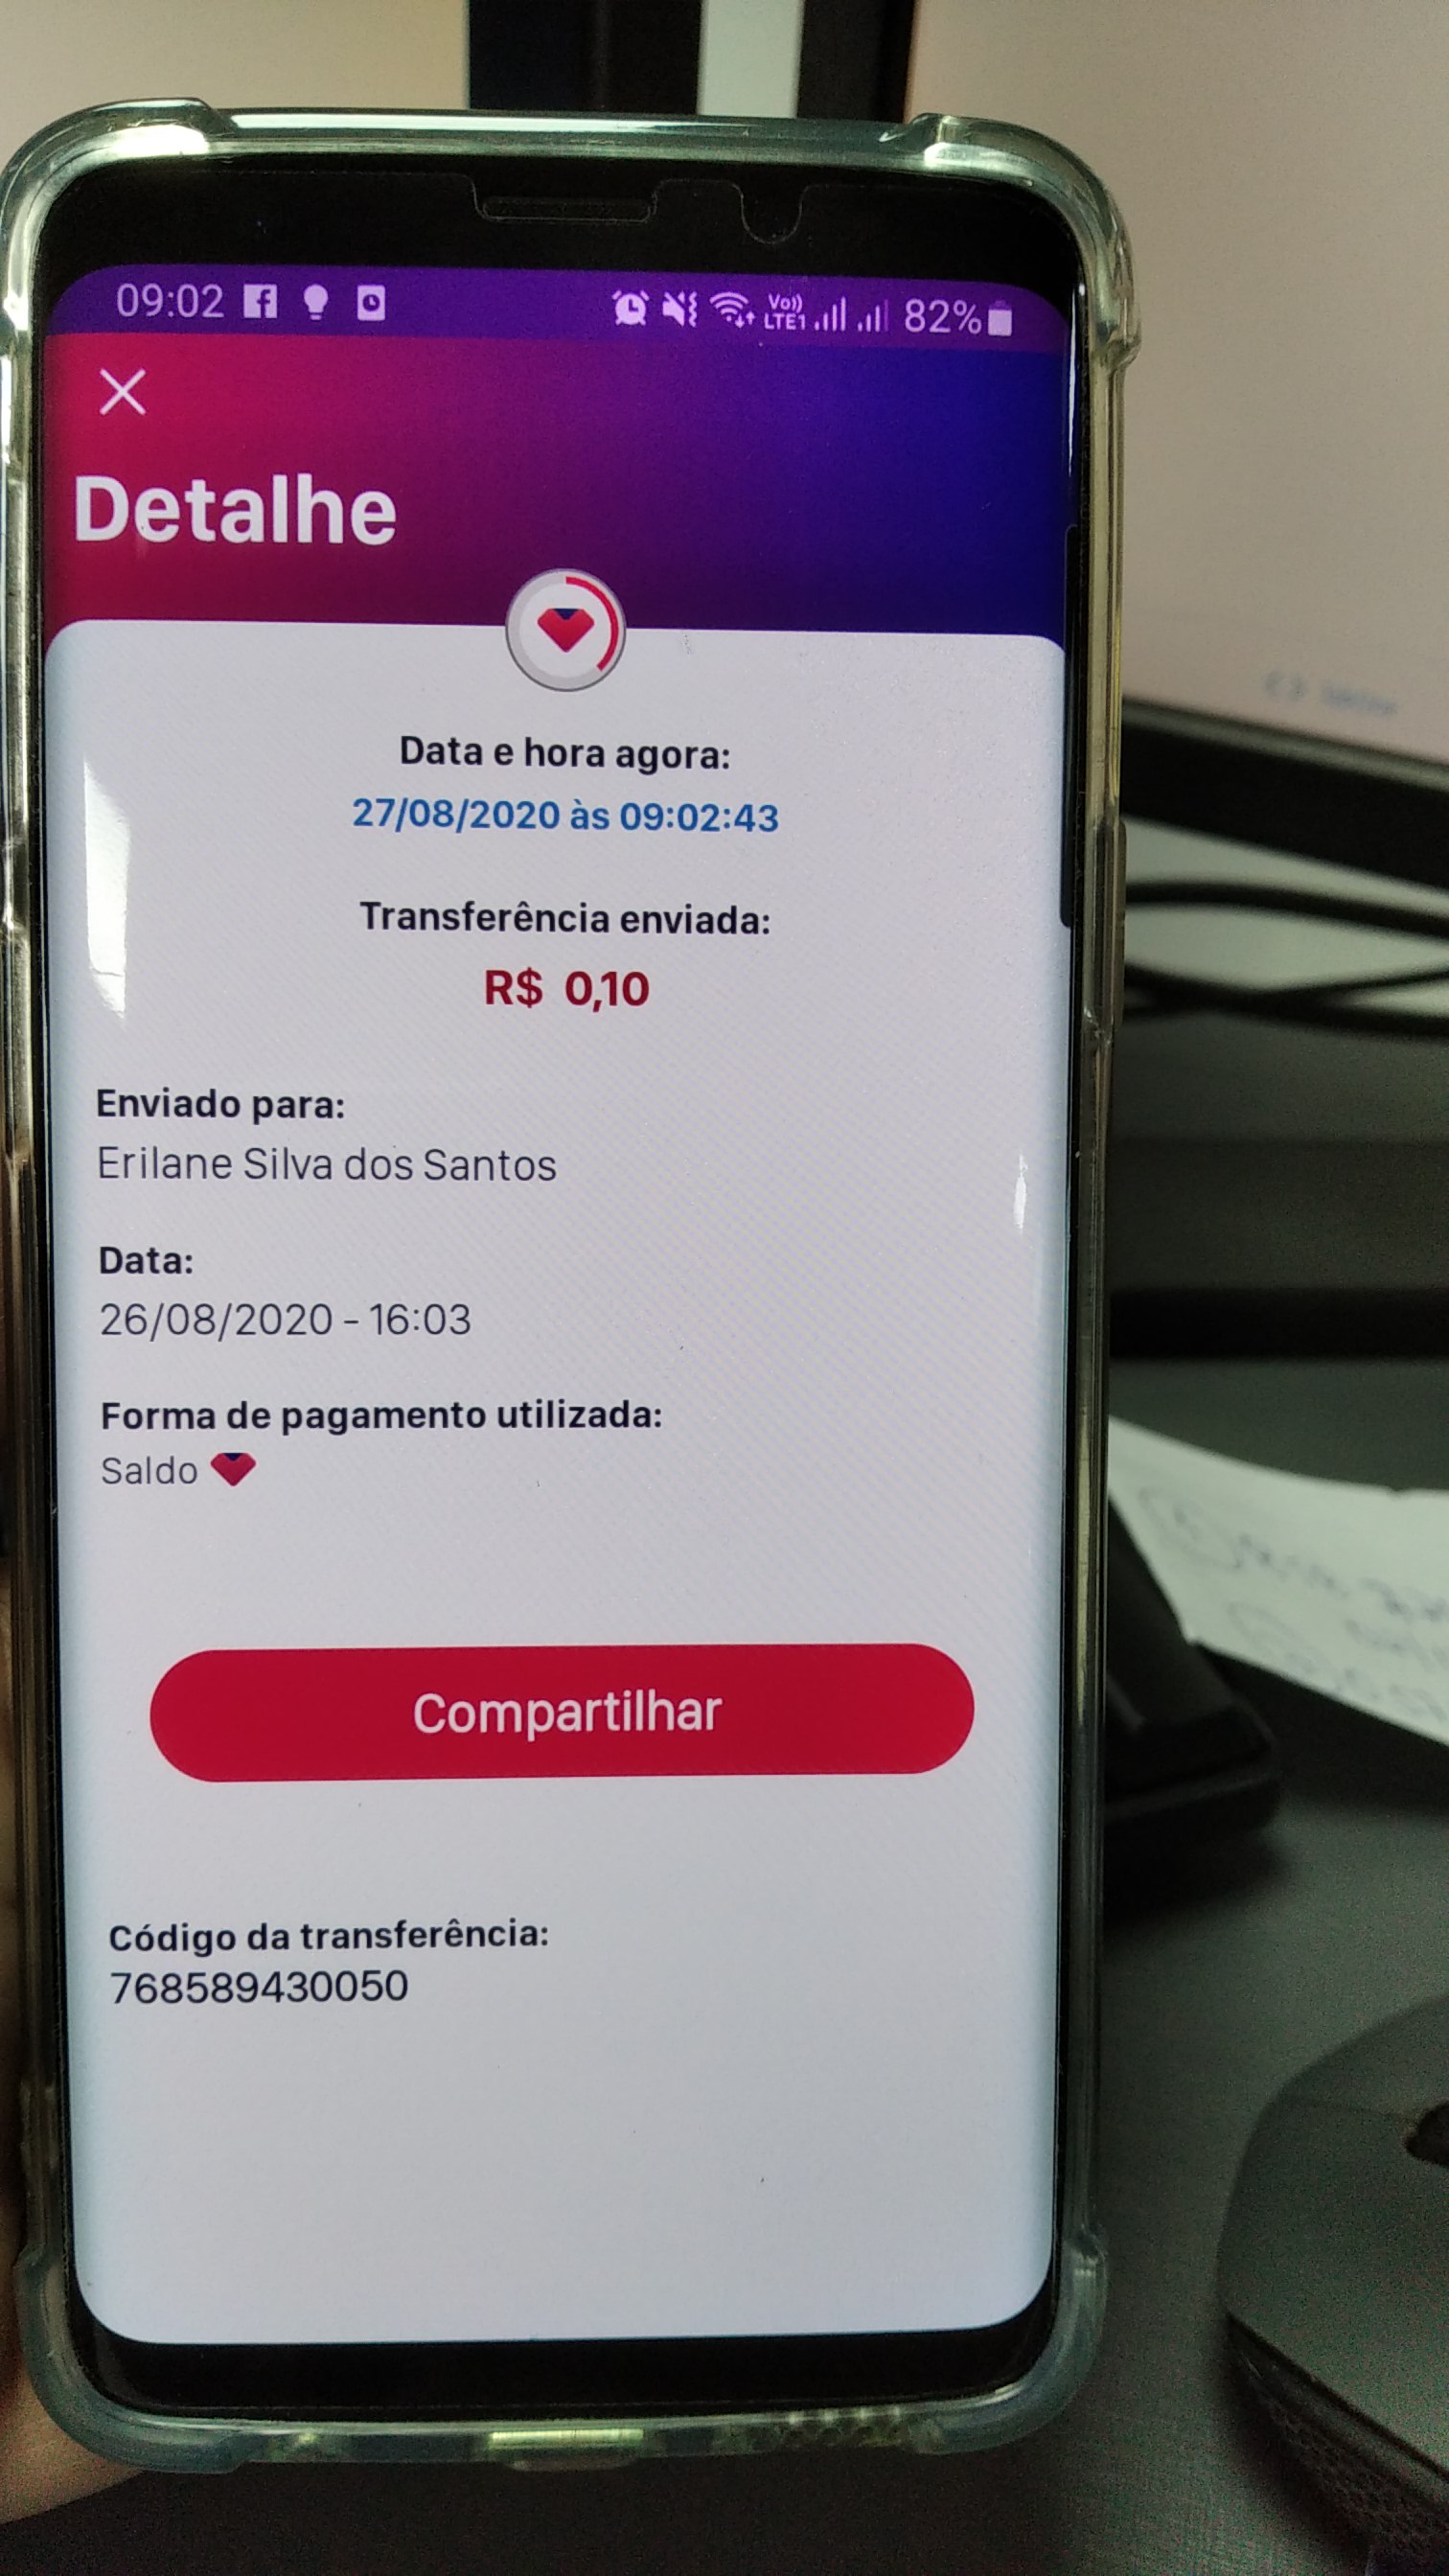 09:02
Vo)) LTE1
82%
Detalhe
Data e hora agora:
27/08/2020 às 09:02:43
Transferência enviada:
R$ 0,10
Enviado para:
Erilane Silva dos Santos
Data:
26/08/2020 - 16:03
Forma de pagamento utilizada:
Saldo
Compartilhar
Código da transferência:
768589430050